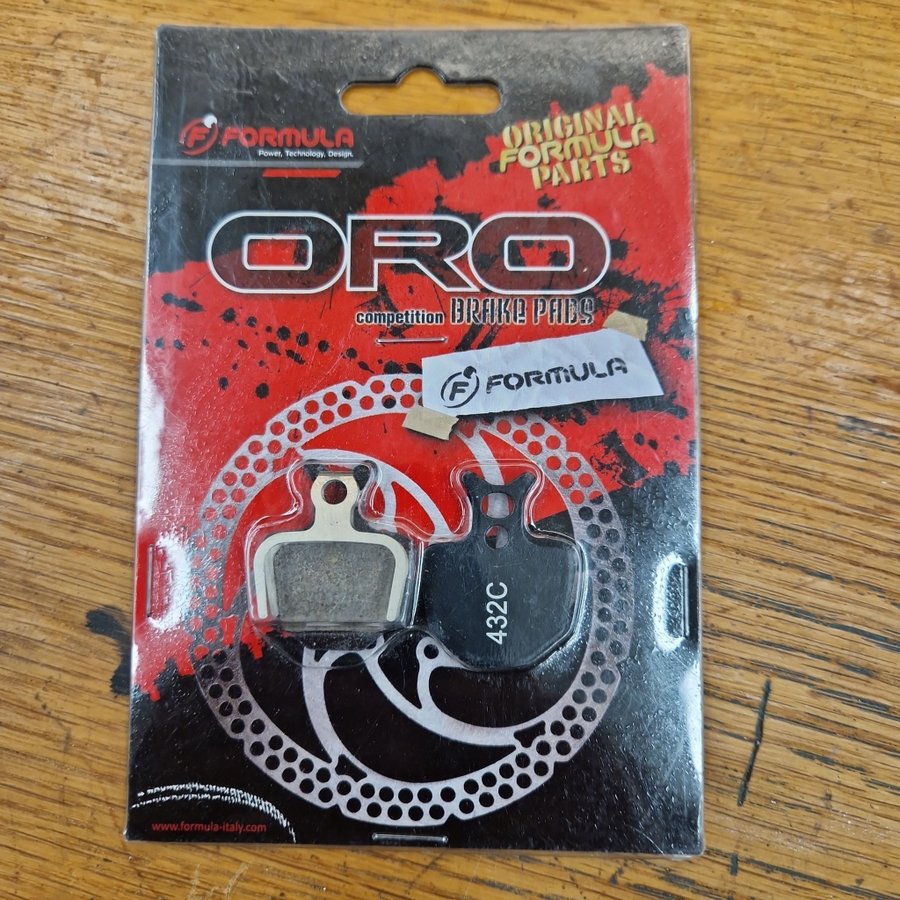 FORMULA
Power, Technology, Design.
ORIGINAL
FORMULA
PARTS
ORO
competition BRAKE PADS
F FORMULA
432C
www.formula-italy.com